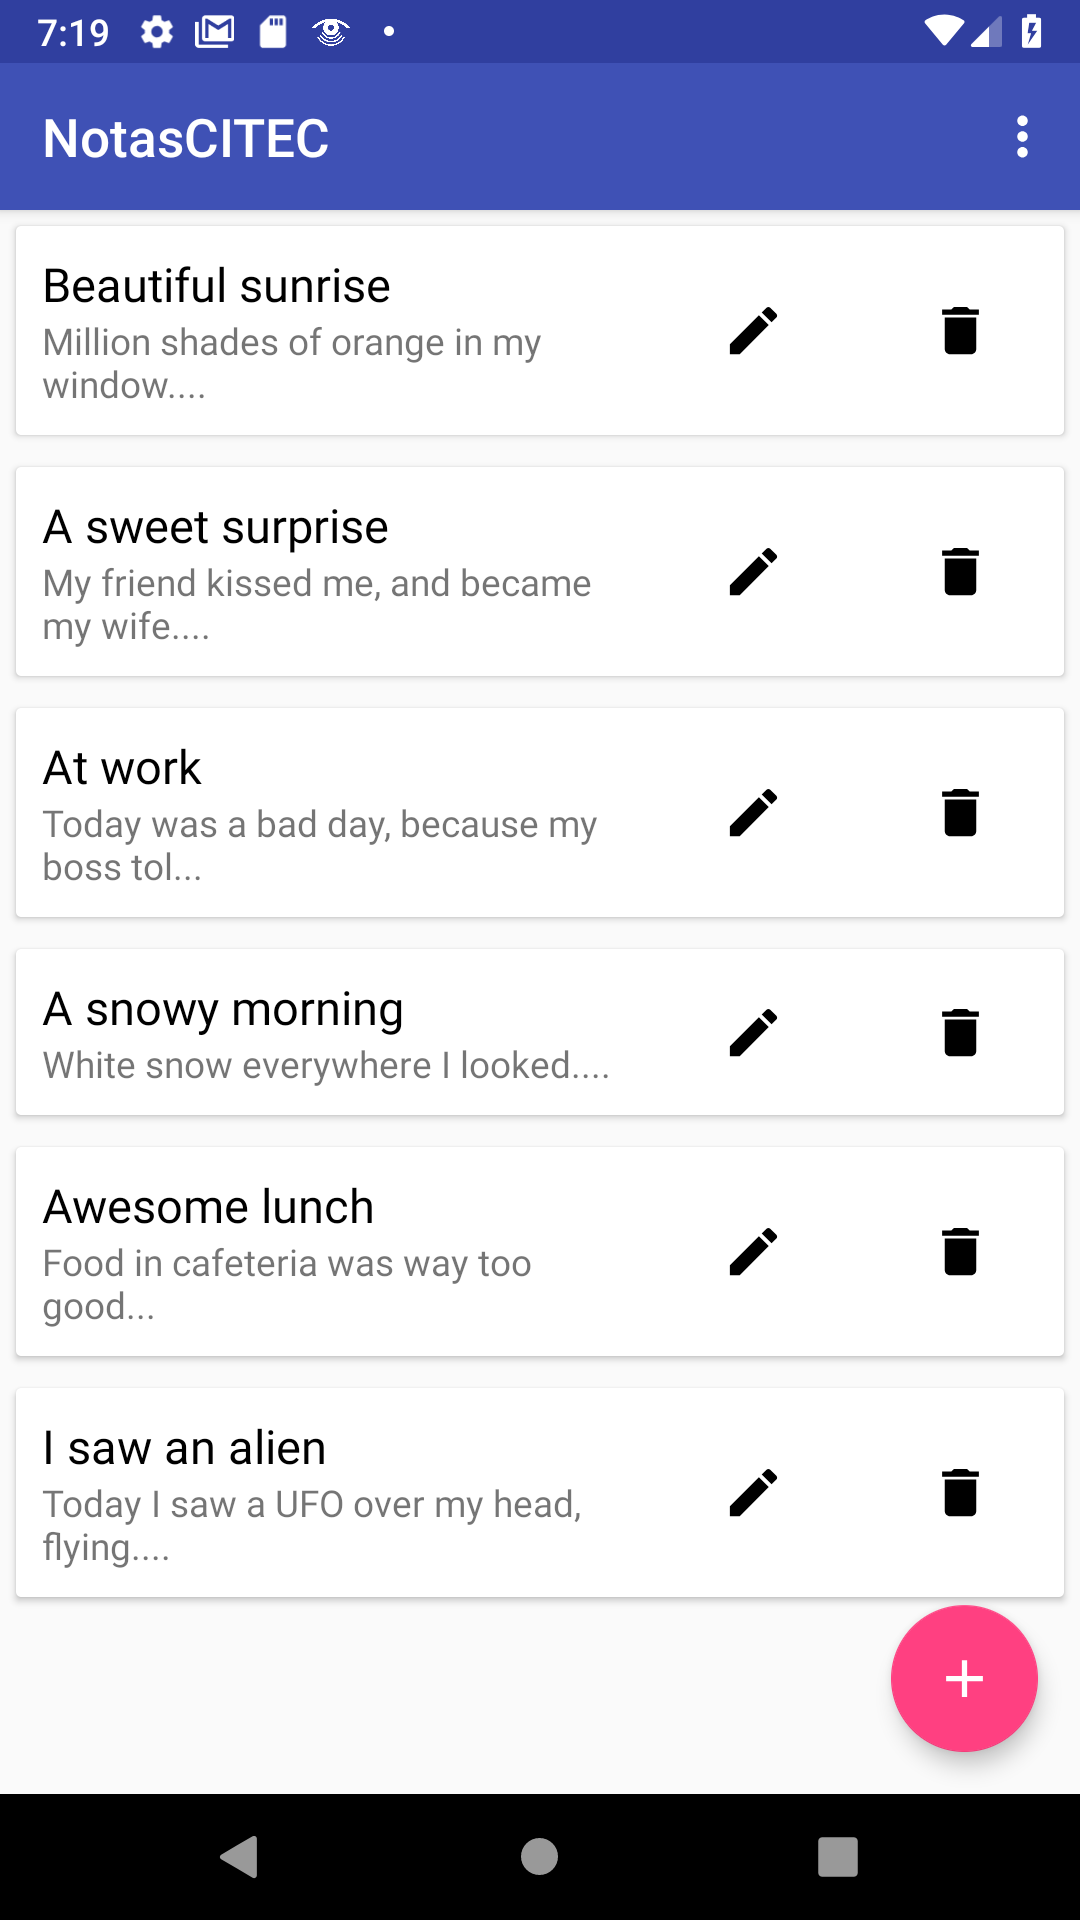 7:19
NotasCITEC
Beautiful sunrise
Million shades of orange in my
window....
A sweet surprise
My friend kissed me, and became
my wife....
At work
Today was a bad day, because my
boss tol...
A snowy morning
White snow everywhere I looked....
Awesome lunch
Food in cafeteria was way too
good...
I saw an alien
Today I saw a UFO over my head,
flying....